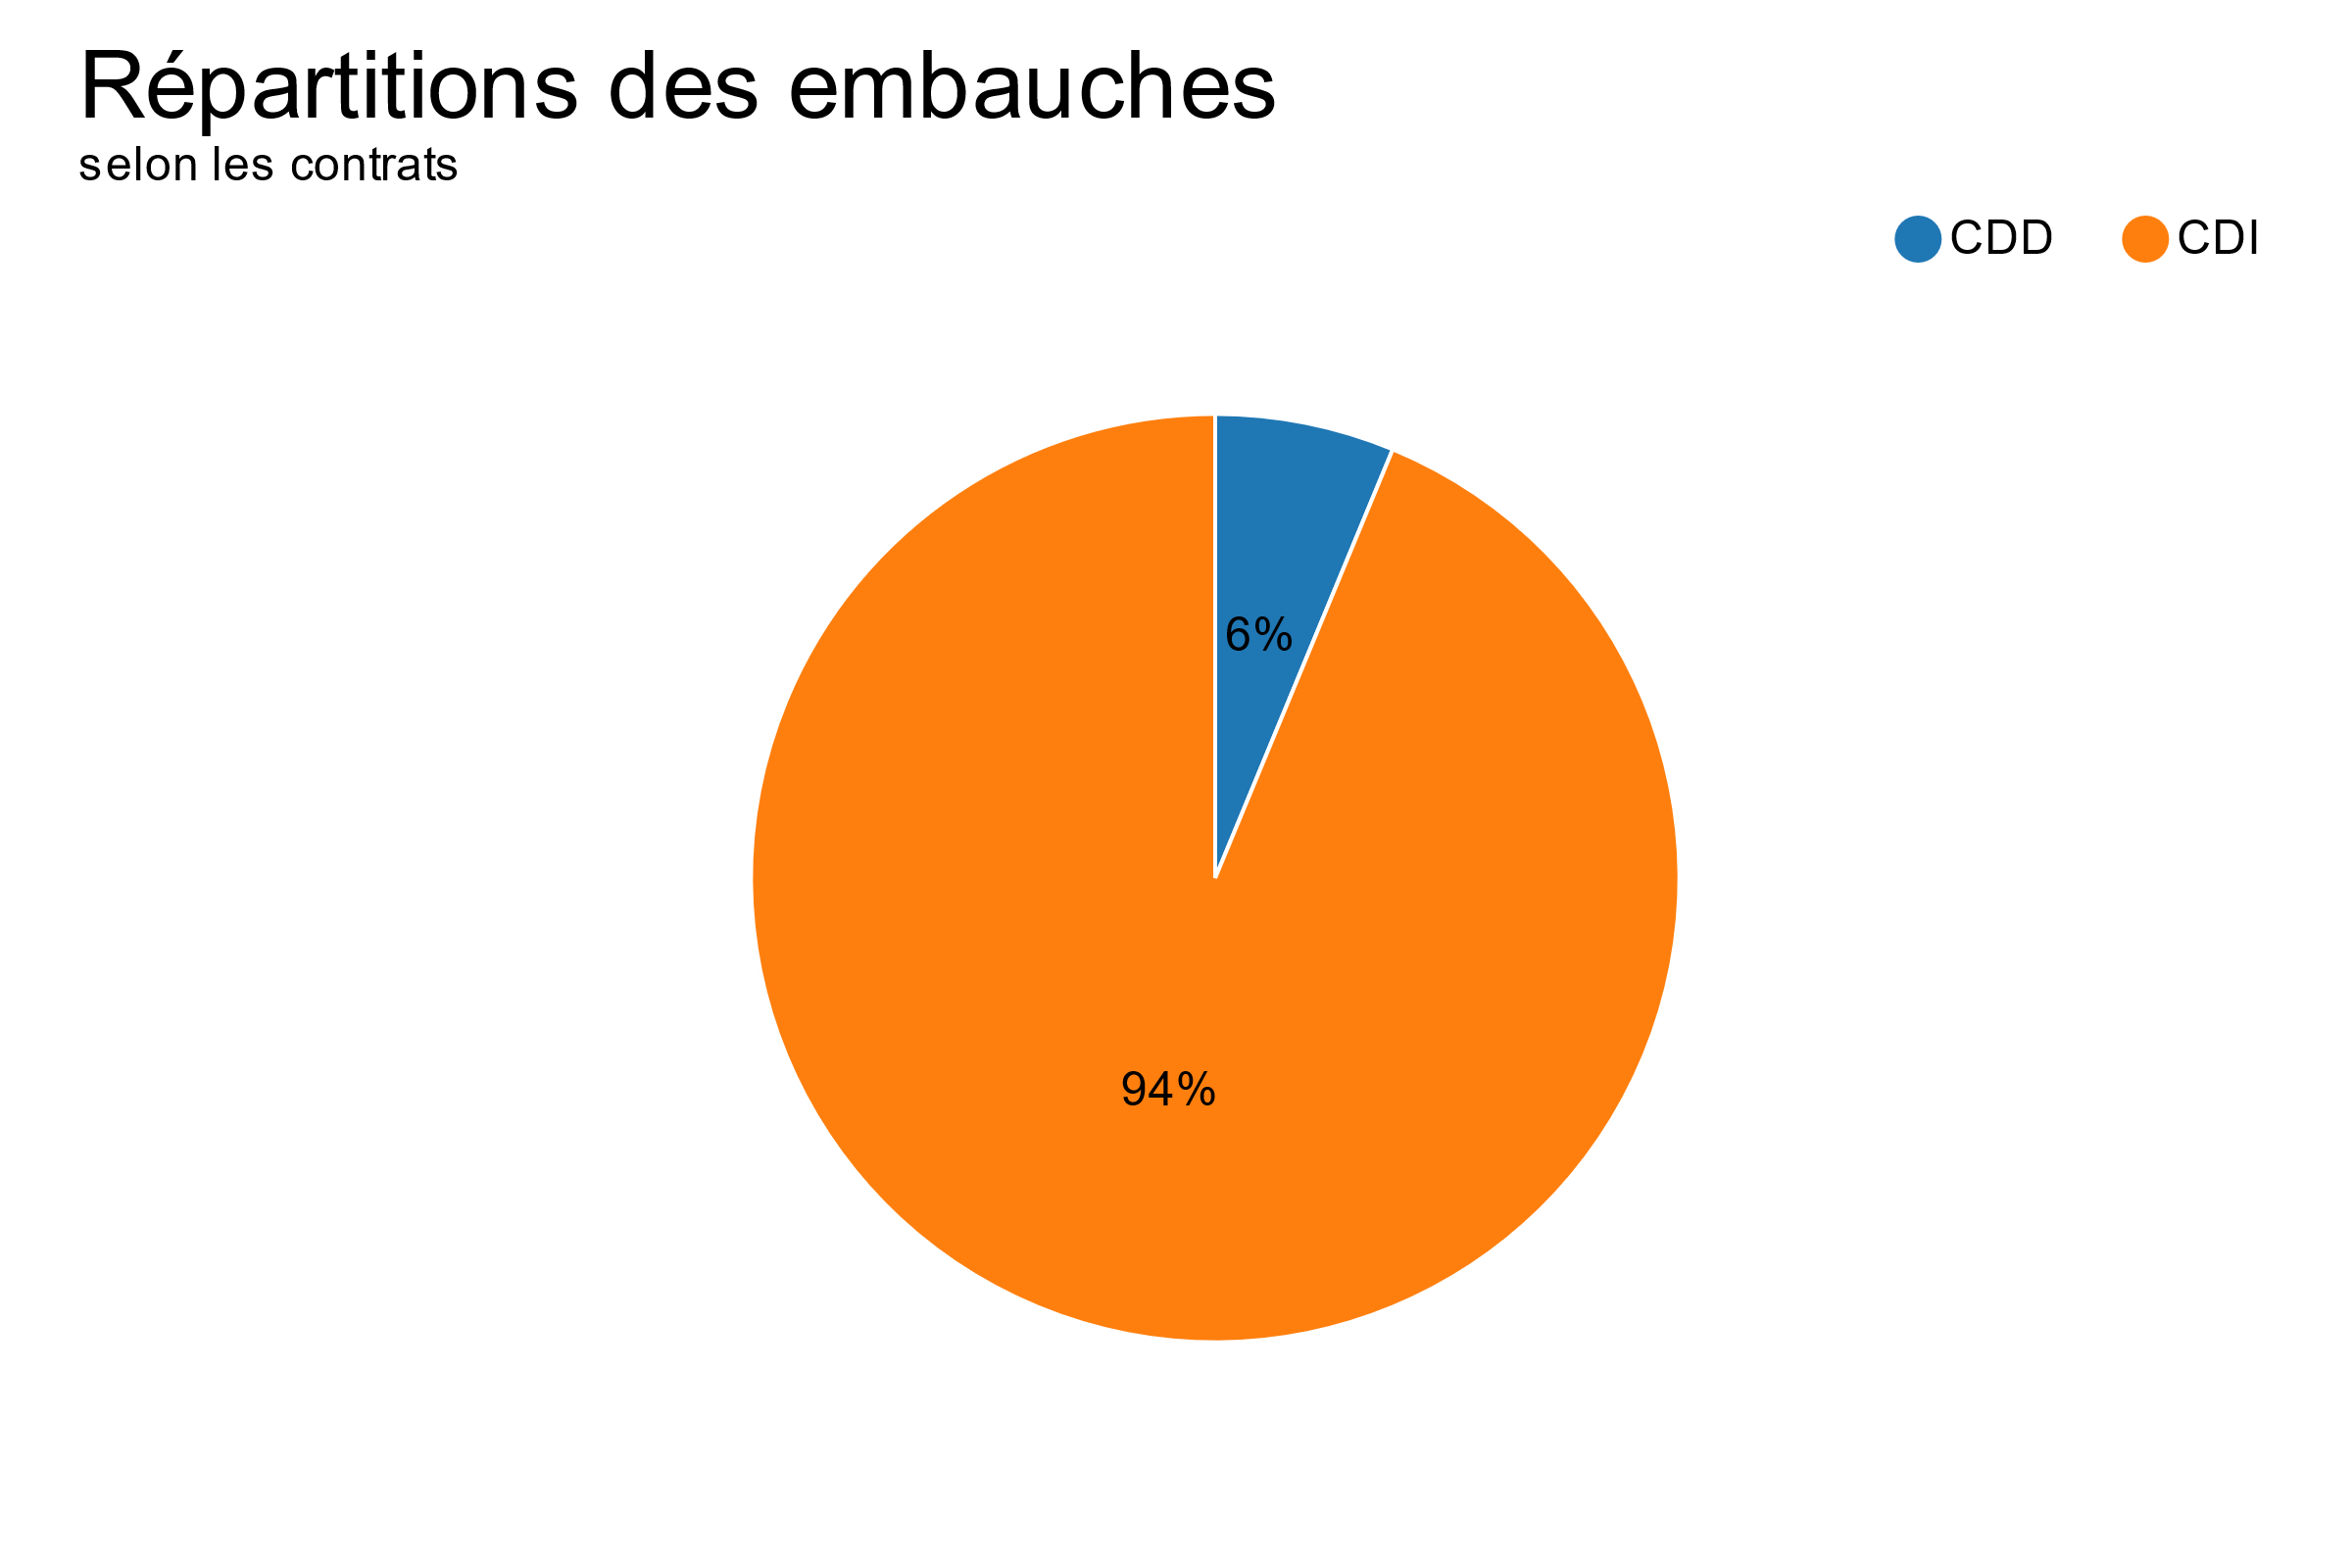 Répartitions des embauches
selon les contrats
CDD CDI
6%
94%